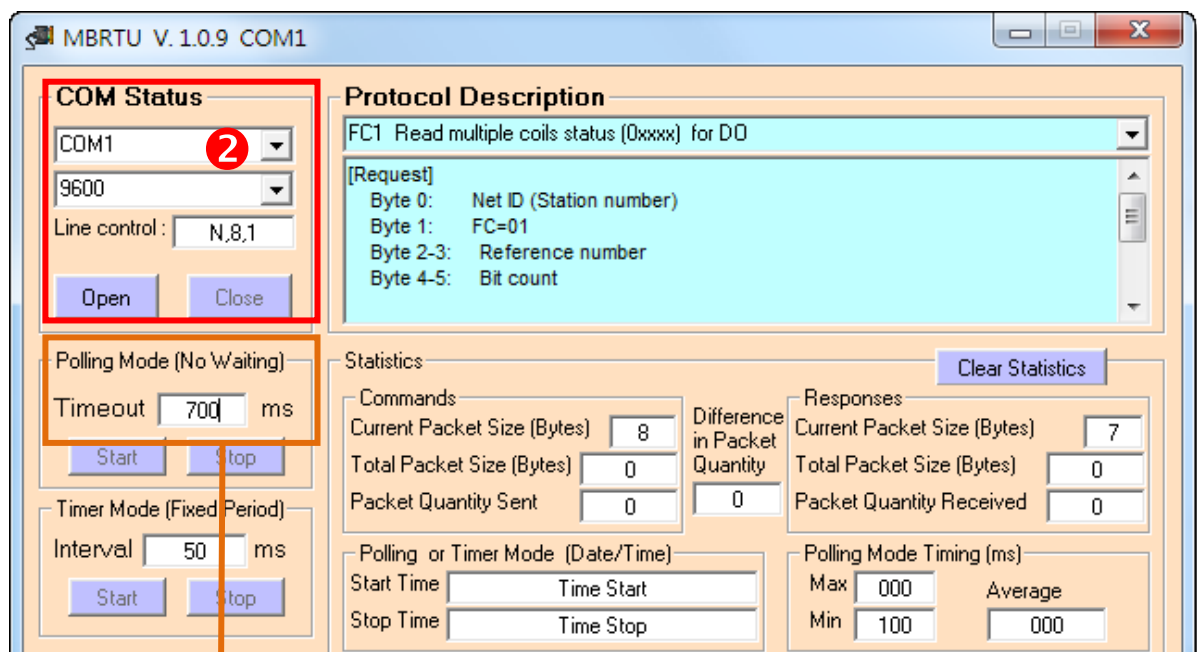 MBRTU V. 1.0.9 COM1
COM Status
COM1
2
9600
Line control :
N,8,1
Open
Close
Protocol Description
FC1 Read multiple coils status (0xxxx) for DO
[Request]
Byte 0: Net ID (Station number)
Byte 1: FC=01
Byte 2-3: Reference number
Byte 4-5: Bit count
Polling Mode (No Waiting)
Timeout 700 ms
Start
Stop
Timer Mode (Fixed Period)
Interval 50 ms
Start
Stop
Statistics
Clear Statistics
Commands
Current Packet Size (Bytes) 8
Total Packet Size (Bytes) 0
Packet Quantity Sent 0
Difference
in Packet
Quantity
0
Responses
Current Packet Size (Bytes) 7
Total Packet Size (Bytes) 0
Packet Quantity Received 0
Polling or Timer Mode (Date/Time)
Start Time Time Start
Stop Time Time Stop
Polling Mode Timing (ms)
Max 000
Min 100
Average
000